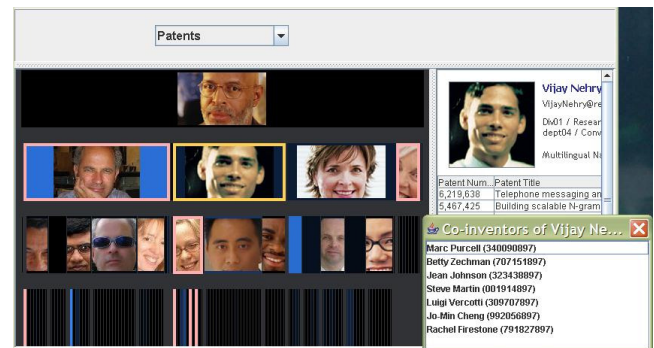 Patents
Vijay Nehry
VijayNehry@re
Div01 / Resear
dept04 / Conv
Multilingual Na
Patent Num... Patent Title
6,219,638 Telephone messaging an
5,467,425 Building scalable N-gram
Co-inventors of Vijay Ne...
Marc Purcell (340090897)
Betty Zechman (707151897)
Jean Johnson (323438897)
Steve Martin (001914897)
Luigi Vercotti (309707897)
Jo-Min Cheng (992056897)
Rachel Firestone (791827897)